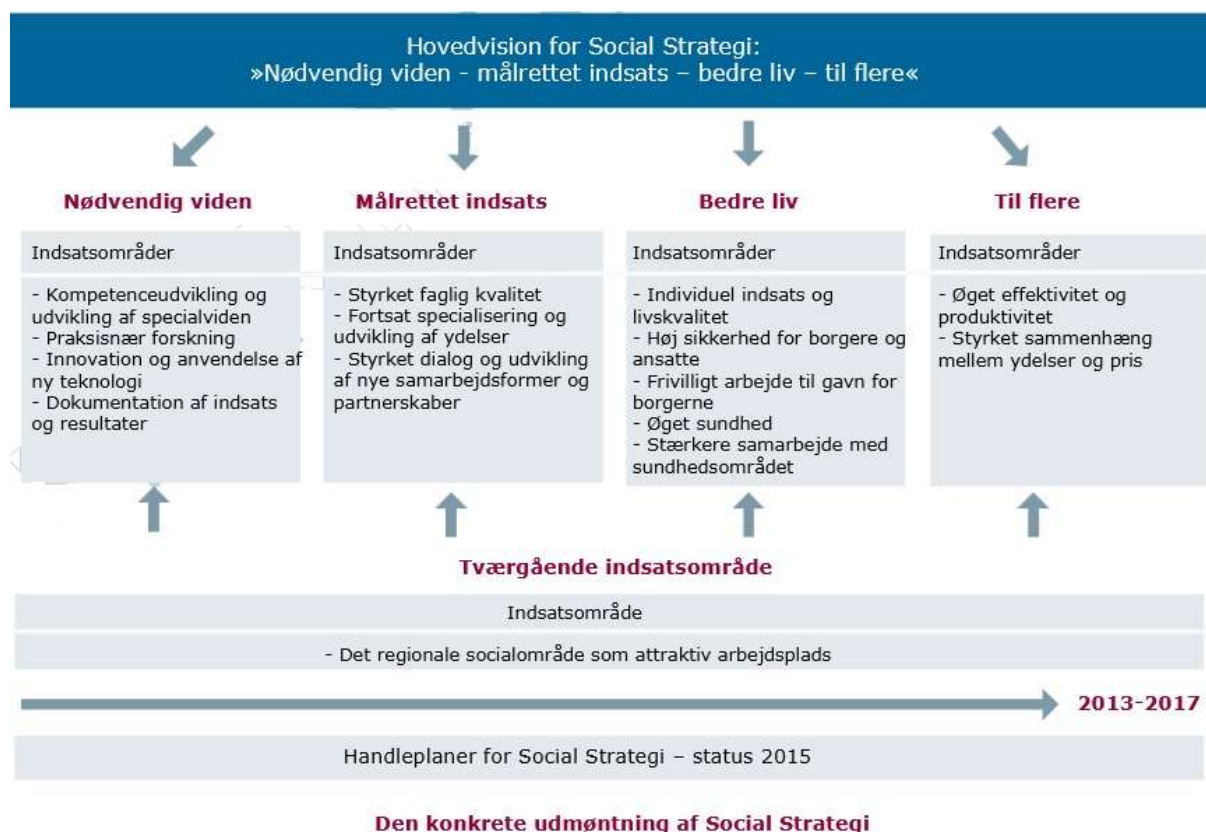 Hovedvision for Social Strategi:
»Nødvendig viden - målrettet indsats – bedre liv – til flere«
Nødvendig viden
Indsatsområder
- Kompetenceudvikling og
udvikling af specialviden
- Praksisnær forskning
- Innovation og anvendelse af
ny teknologi
- Dokumentation af indsats
og resultater
Målrettet indsats
Indsatsområder
- Styrket faglig kvalitet
- Fortsat specialisering og
udvikling af ydelser
- Styrket dialog og udvikling
af nye samarbejdsformer og
partnerskaber
Bedre liv
Indsatsområder
- Individuel indsats og
livskvalitet
- Høj sikkerhed for borgere og
ansatte
- Frivilligt arbejde til gavn for
borgerne
- Øget sundhed
- Stærkere samarbejde med
sundhedsområdet
Til flere
Indsatsområder
- Øget effektivitet og
produktivitet
- Styrket sammenhæng
mellem ydelser og pris
Tværgående indsatsområde
Indsatsområde
- Det regionale socialområde som attraktiv arbejdsplads
2013-2017
Handleplaner for Social Strategi – status 2015
Den konkrete udmøntning af Social Strategi